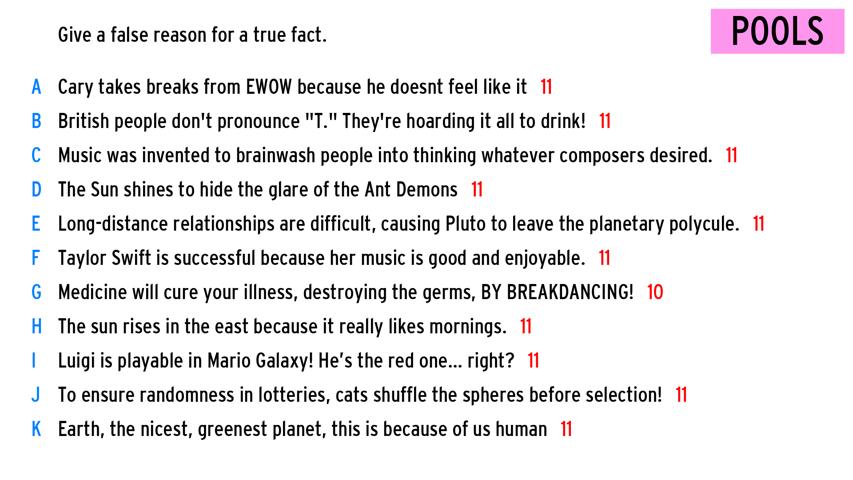 Give a false reason for a true fact.
POOLS
A Cary takes breaks from EWOW because he doesnt feel like it 11
B British people don't pronounce "T." They're hoarding it all to drink! 11
C Music was invented to brainwash people into thinking whatever composers desired. 11
D The Sun shines to hide the glare of the Ant Demons 11
E Long-distance relationships are difficult, causing Pluto to leave the planetary polycule. 11
F Taylor Swift is successful because her music is good and enjoyable. 11
G Medicine will cure your illness, destroying the germs, BY BREAKDANCING! 10
H The sun rises in the east because it really likes mornings. 11
I Luigi is playable in Mario Galaxy! He's the red one... right? 11
J To ensure randomness in lotteries, cats shuffle the spheres before selection! 11
K Earth, the nicest, greenest planet, this is because of us human 11